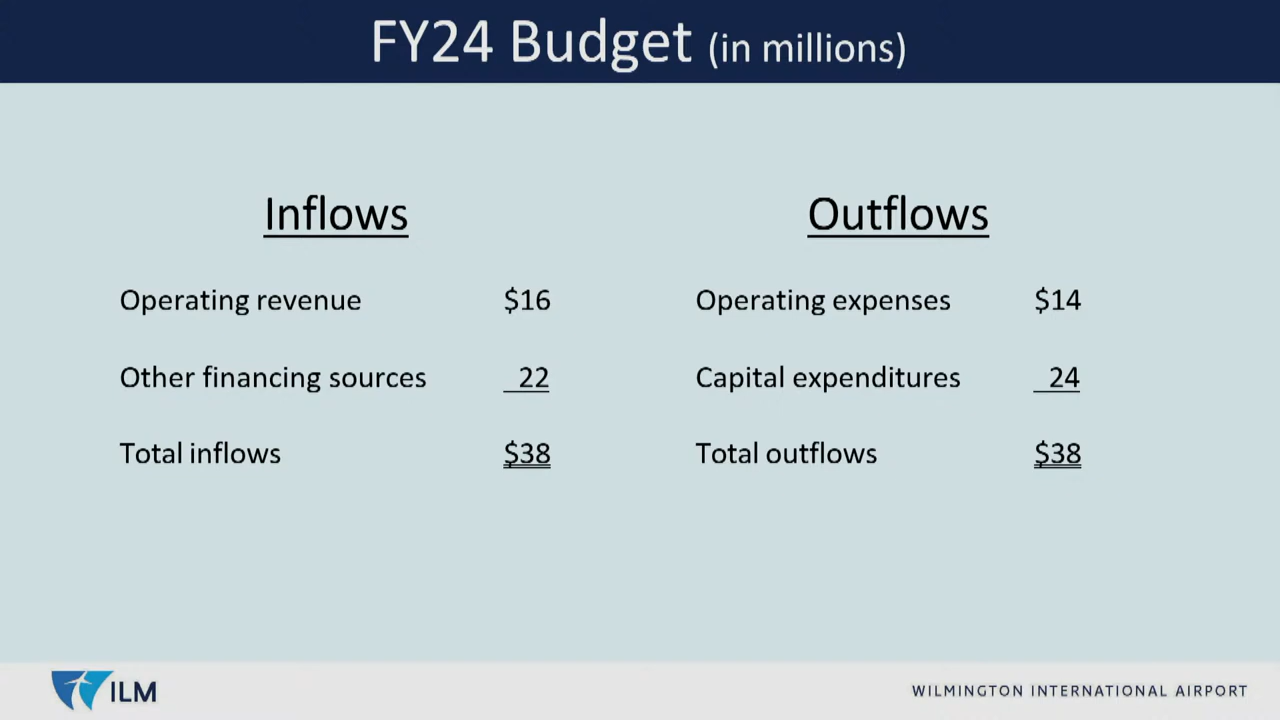 FY24 Budget (in millions)
Inflows
Operating revenue $16
Other financing sources 22
Total inflows $38
Outflows
Operating expenses $14
Capital expenditures 24
Total outflows $38
ILM
WILMINGTON INTERNATIONAL AIRPORT